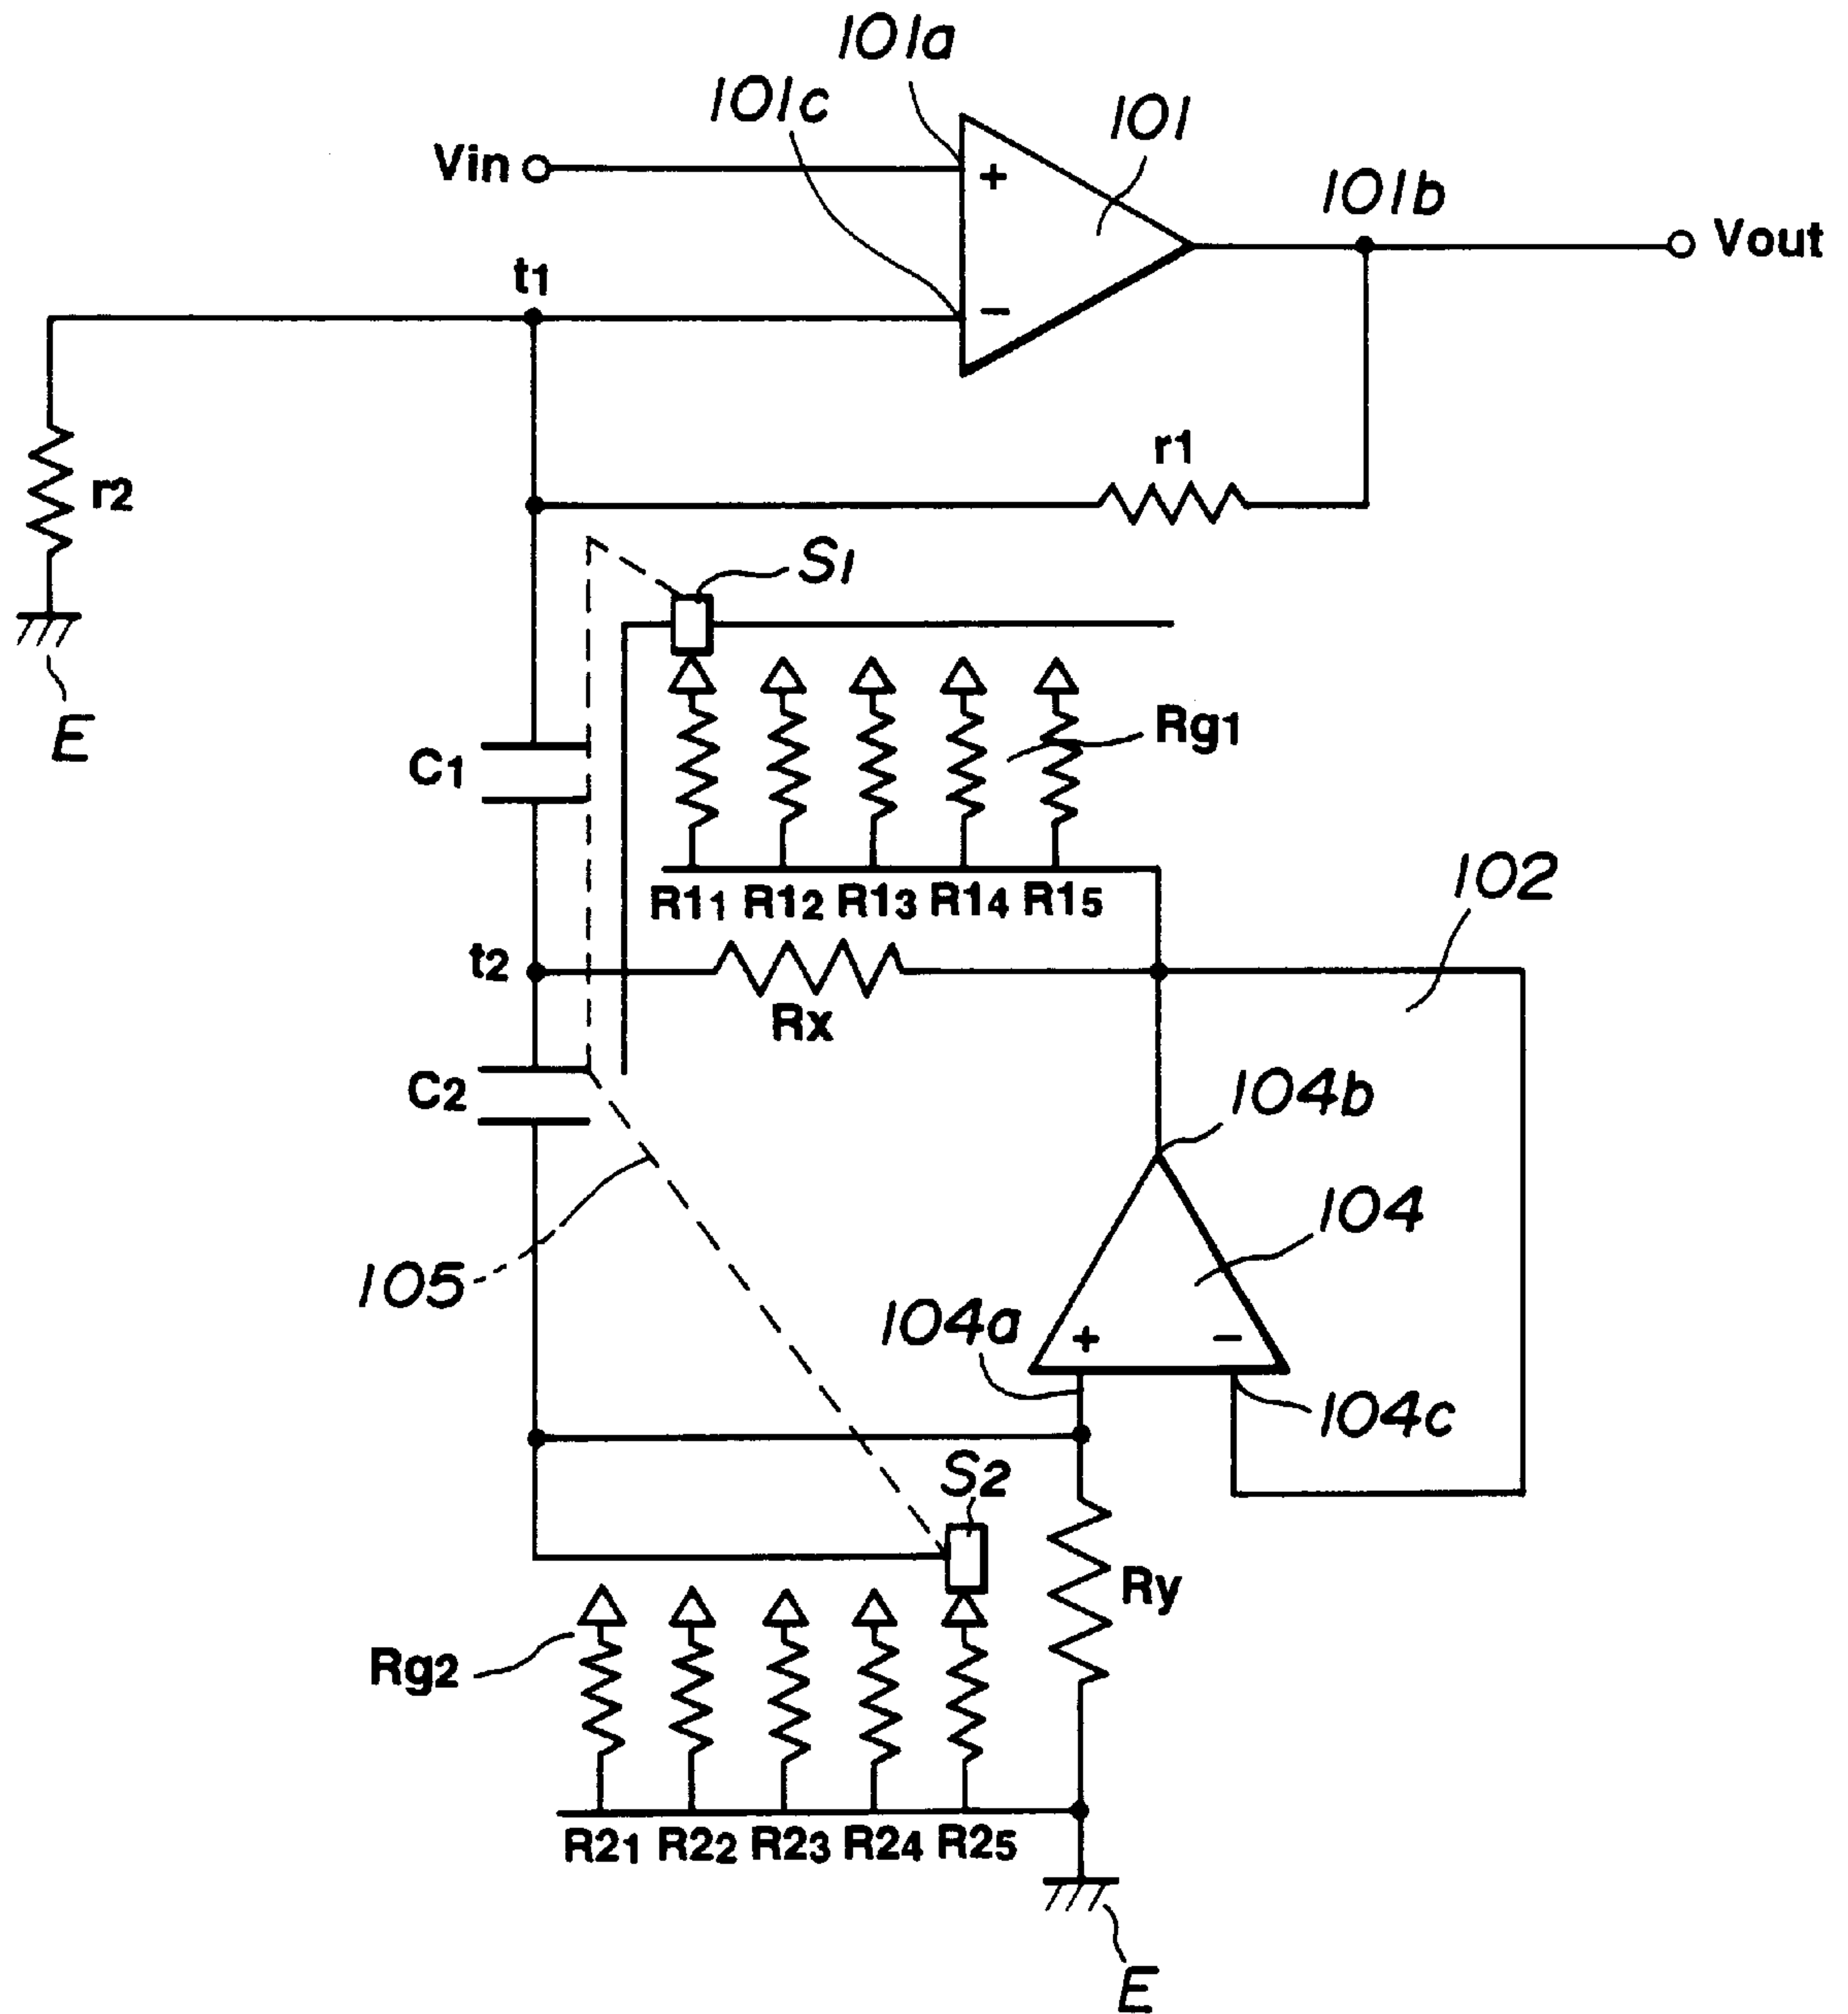 101a
101c
101
Vin
+
101b
Vout
t1
−
r1
r2
S1
E
Rg1
C1
R11 R12 R13 R14 R15
102
t2
Rx
C2
104b
104
105
104a
+
−
104c
S2
Ry
Rg2
R21 R22 R23 R24 R25
E